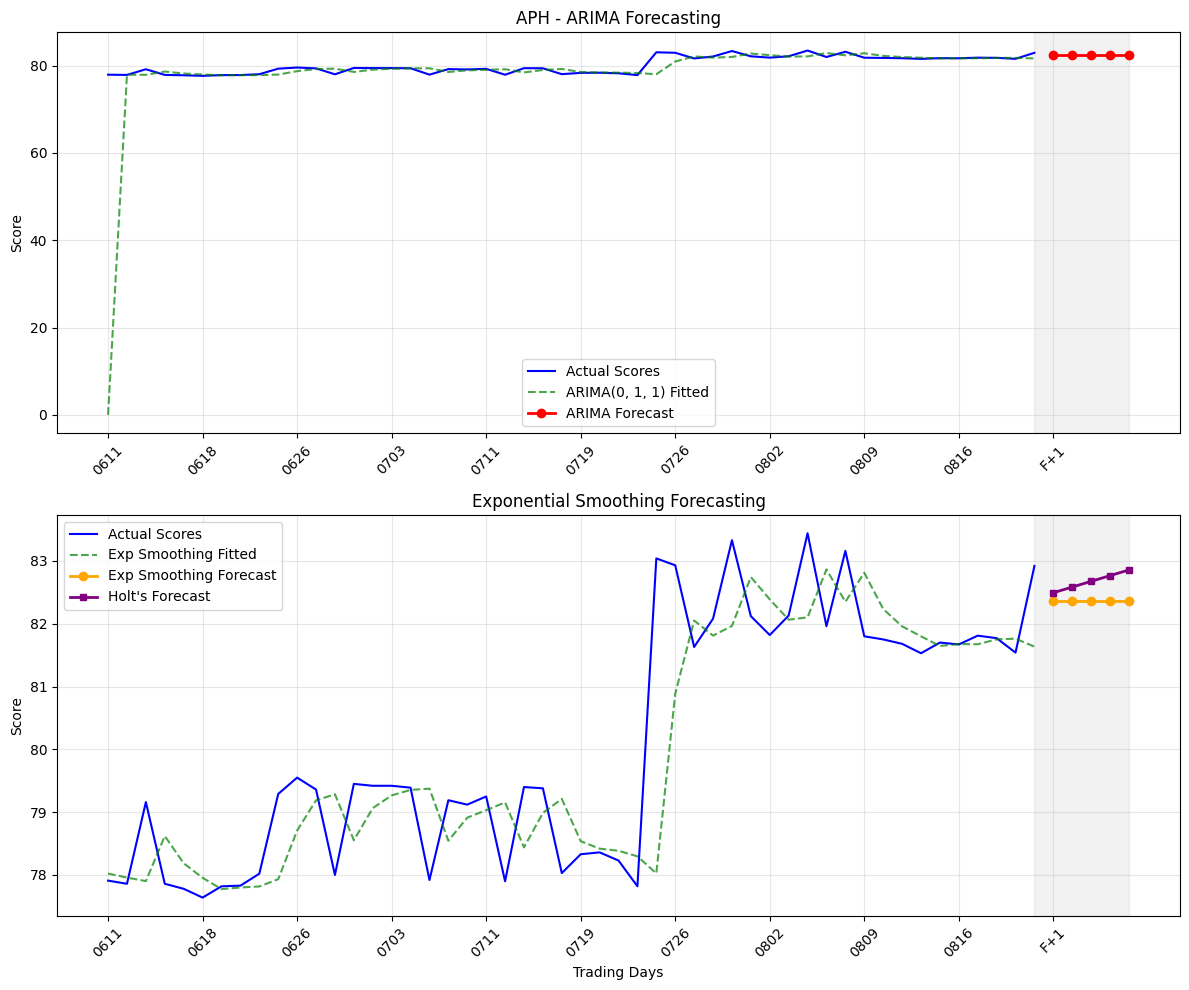 APH - ARIMA Forecasting
Score
80
60
40
20
0
Actual Scores
ARIMA(0, 1, 1) Fitted
ARIMA Forecast
0611
0618
0626
0703
0711
0719
0726
0802
0809
0816
F+1
Exponential Smoothing Forecasting
Score
83
82
81
80
79
78
Actual Scores
Exp Smoothing Fitted
Exp Smoothing Forecast
Holt's Forecast
0611
0618
0626
0703
0711
0719
0726
0802
0809
0816
F+1
Trading Days